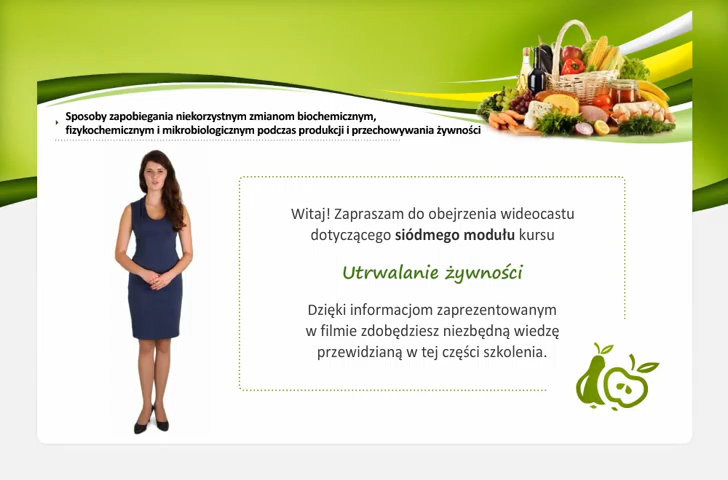 Sposoby zapobiegania niekorzystnym zmianom biochemicznym,
fizykochemicznym i mikrobiologicznym podczas produkcji i przechowywania żywności
Witaj! Zapraszam do obejrzenia wideocastu
dotyczącego siódmego modułu kursu
Utrwalanie żywności
Dzięki informacjom zaprezentowanym
w filmie zdobędziesz niezbędną wiedzę
przewidzianą w tej części szkolenia.